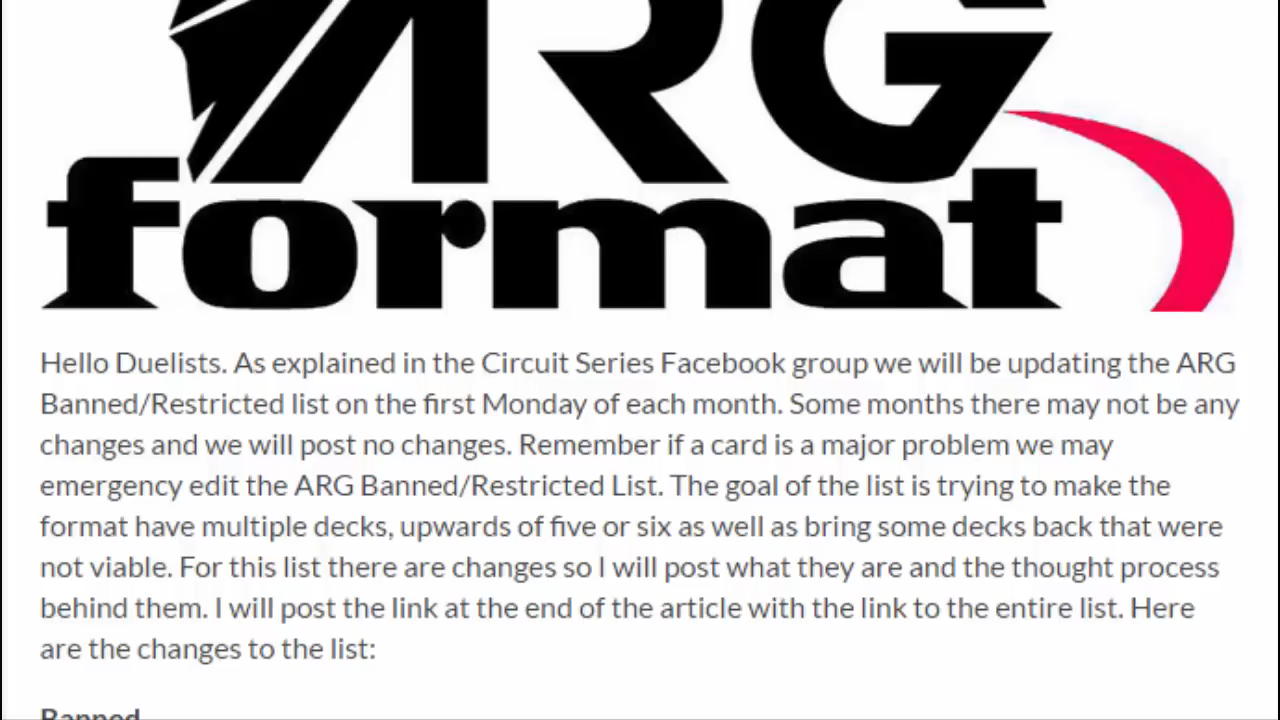 ARG
format
Hello Duelists. As explained in the Circuit Series Facebook group we will be updating the ARG
Banned/Restricted list on the first Monday of each month. Some months there may not be any
changes and we will post no changes. Remember if a card is a major problem we may
emergency edit the ARG Banned/Restricted List. The goal of the list is trying to make the
format have multiple decks, upwards of five or six as well as bring some decks back that were
not viable. For this list there are changes so I will post what they are and the thought process
behind them. I will post the link at the end of the article with the link to the entire list. Here
are the changes to the list:
Banned